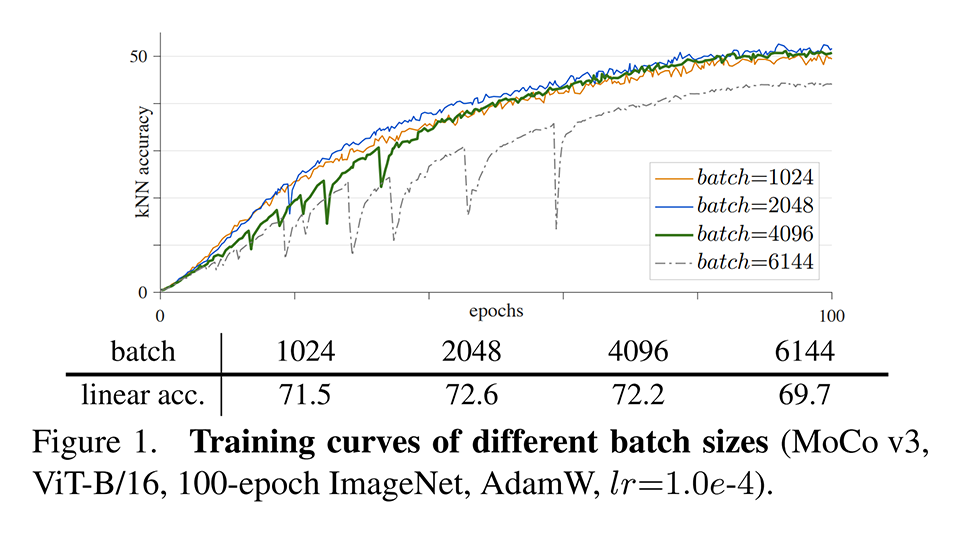 50
kNN accuracy
batch=1024
batch=2048
batch=4096
batch=6144
0
0 epochs 100
batch 1024 2048 4096 6144
linear acc. 71.5 72.6 72.2 69.7
Figure 1. Training curves of different batch sizes (MoCo v3,
ViT-B/16, 100-epoch ImageNet, AdamW, lr=1.0e-4).